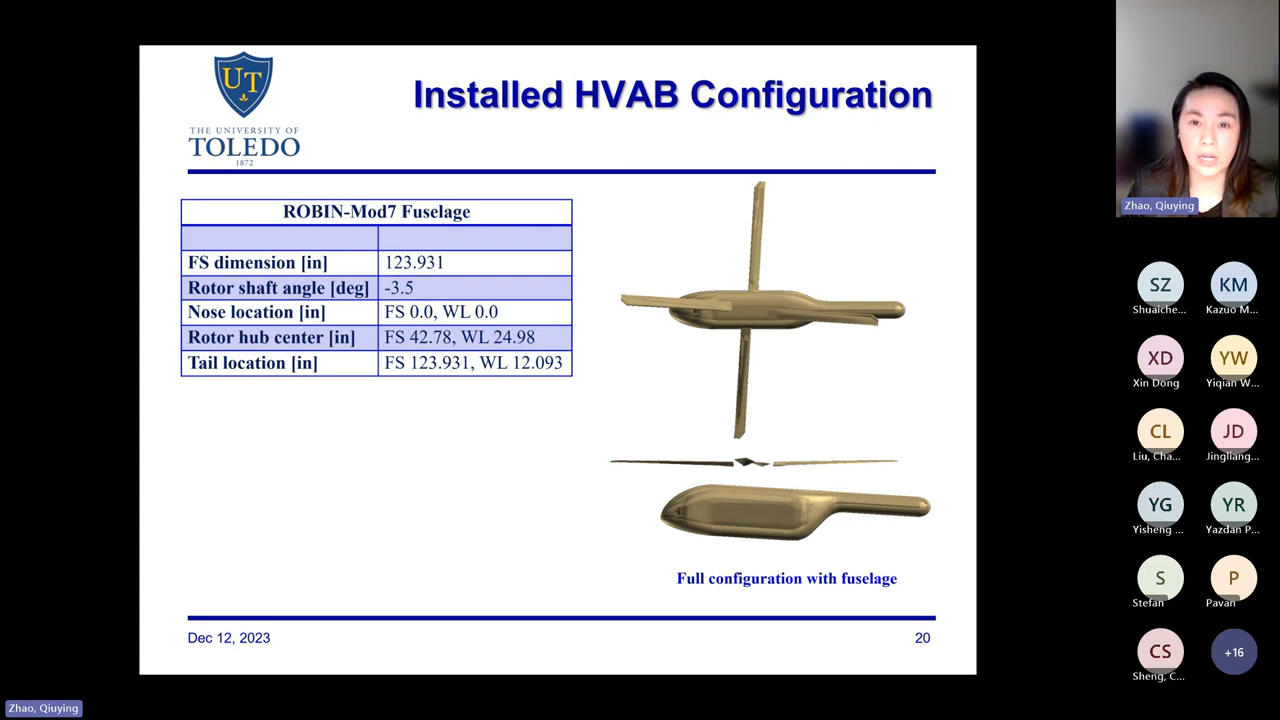 UT
THE UNIVERSITY OF
TOLEDO
1872
Installed HVAB Configuration
ROBIN-Mod7 Fuselage
FS dimension [in] 123.931
Rotor shaft angle [deg] -3.5
Nose location [in] FS 0.0, WL 0.0
Rotor hub center [in] FS 42.78, WL 24.98
Tail location [in] FS 123.931, WL 12.093
Full configuration with fuselage
Dec 12, 2023
20
Zhao, Qiuying
SZ KM
Shuaiche... Kazuo M...
XD YW
Xin Dong Yiqian W...
CL JD
Liu, Cha... Jingliang...
YG YR
Yisheng ... Yazdan P...
S P
Stefan Pavan
CS +16
Sheng, C...
Zhao, Qiuying